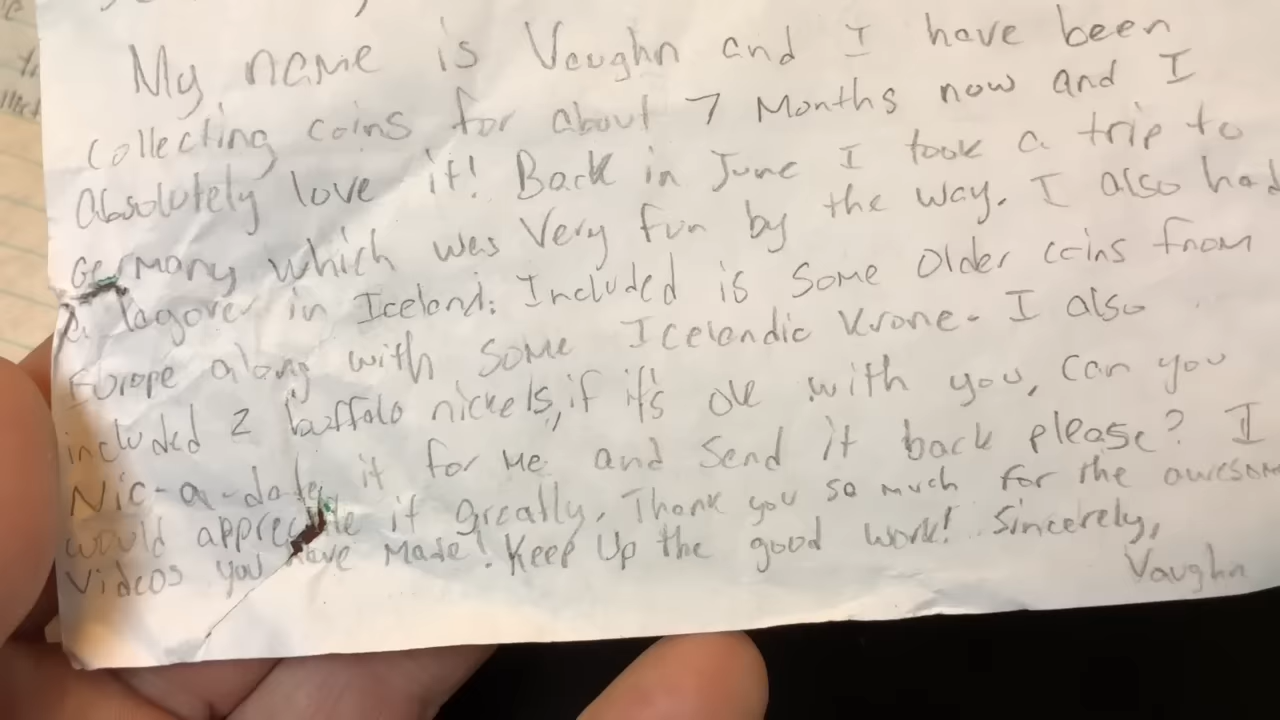 My name is Vaughn and I have been
collecting coins for about 7 Months now and I
absolutely love it! Back in June I took a trip to
Germany which was very fun by the way. I also had
a lagover in Iceland. Included is some older coins from
Europe along with some Icelandic Krone. I also
included 2 buffalo nickels, if it's ok with you, can you
Nic-a-date it for me and send it back please? I
would appreciate it greatly. Thank you so much for the awesom
videos you have made! Keep up the good work! Sincerely,
Vaughn